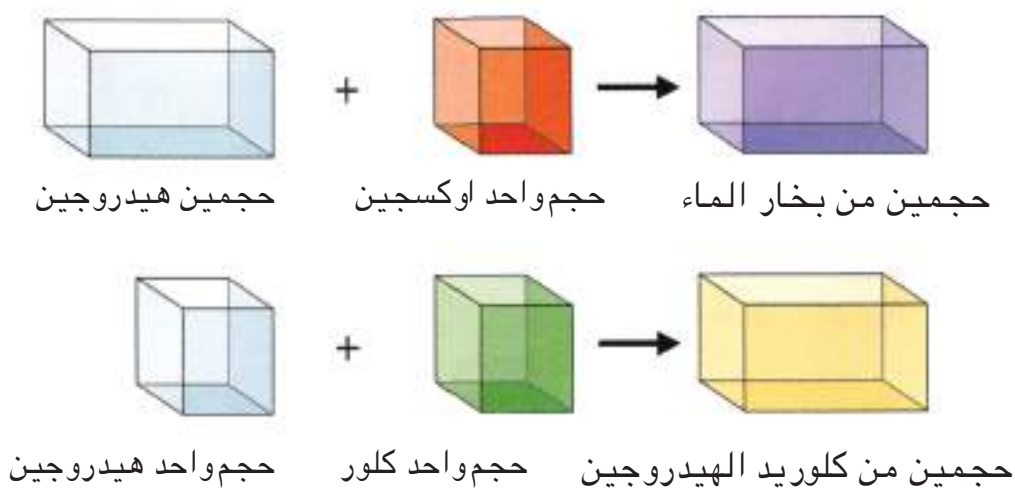 +
حجمين هيدروجين
حجم واحد اوكسجين
حجمين من بخار الماء
+
حجم واحد هيدروجين
حجم واحد كلور
حجمين من كلوريد الهيدروجين